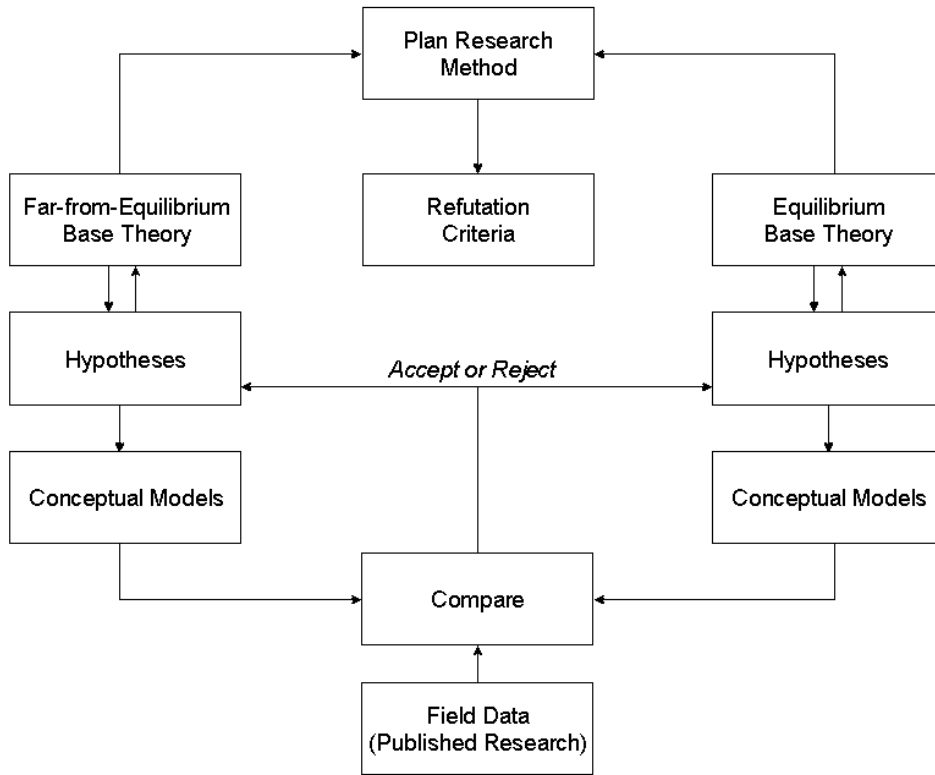 Plan Research
Method
Far-from-Equilibrium
Base Theory
Refutation
Criteria
Equilibrium
Base Theory
Hypotheses
Accept or Reject
Hypotheses
Conceptual Models
Conceptual Models
Compare
Field Data
(Published Research)